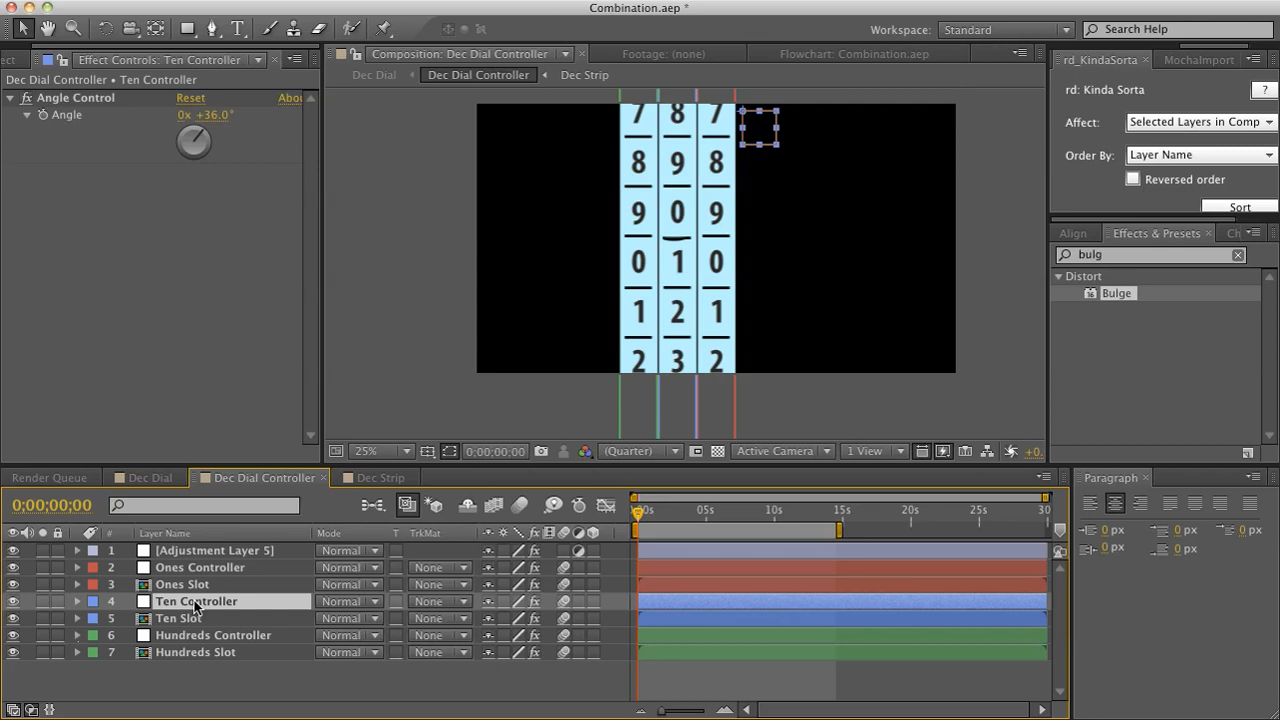 Combination.aep *
Workspace: Standard Search Help
ect Effect Controls: Ten Controller
Composition: Dec Dial Controller Footage: (none) Flowchart: Combination.aep
rd_KindaSorta MochaImport
Dec Dial Controller • Ten Controller
Dec Dial Dec Dial Controller Dec Strip
rd: Kinda Sorta ?
fx Angle Control Reset Abou
Angle 0x +36.0°
Affect: Selected Layers in Comp
Order By: Layer Name
Reversed order
Sort
Align Effects & Presets Ch
bulg
Distort
Bulge
7 8 7
8 9 8
9 0 9
0 1 0
1 2 1
2 3 2
25% 0;00;00;00 (Quarter) Active Camera 1 View +0.
Render Queue Dec Dial Dec Dial Controller Dec Strip
Paragraph
0;00;00;00
05s 10s 15s 20s 25s 30
# Layer Name Mode T TrkMat fx
1 [Adjustment Layer 5] Normal
2 Ones Controller Normal None
3 Ones Slot Normal None
4 Ten Controller Normal None
5 Ten Slot Normal None
6 Hundreds Controller Normal None
7 Hundreds Slot Normal None
0 px 0 px 0 px
0 px 0 px